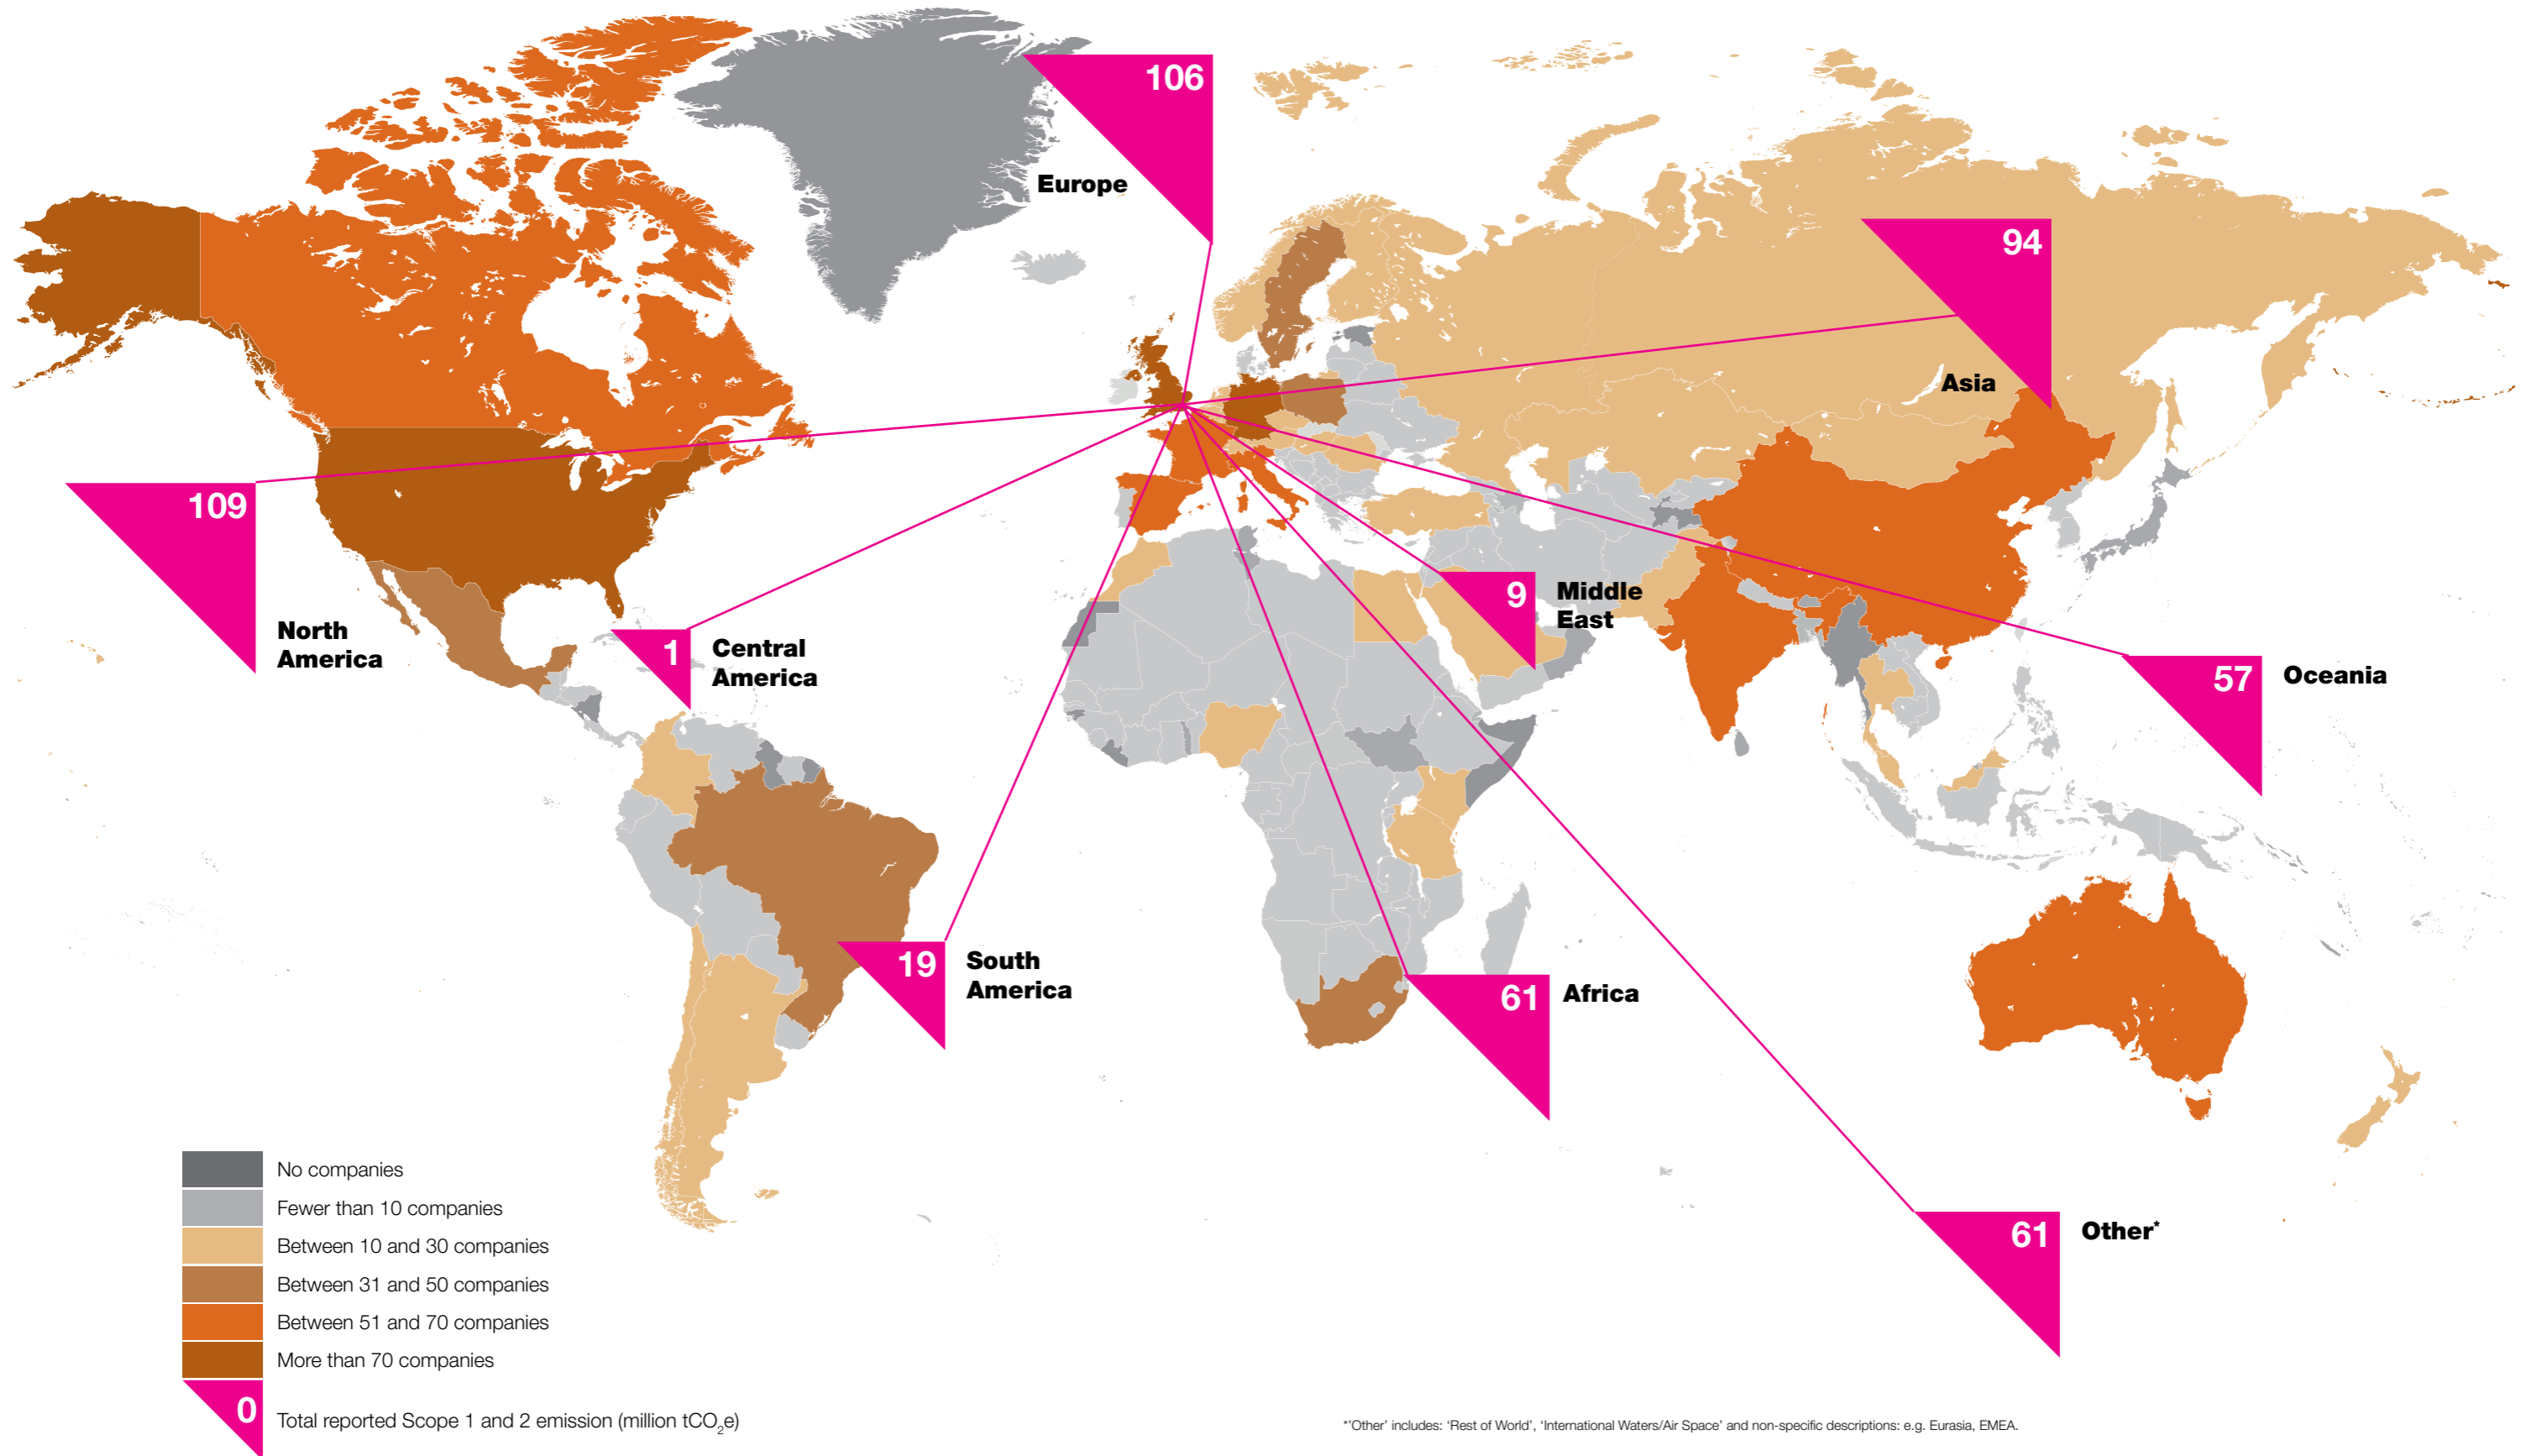 106
Europe
94
Asia
109
North
America
1
Central
America
9
Middle
East
57
Oceania
19
South
America
61
Africa
61
Other*
No companies
Fewer than 10 companies
Between 10 and 30 companies
Between 31 and 50 companies
Between 51 and 70 companies
More than 70 companies
0
Total reported Scope 1 and 2 emission (million tCO₂e)
*'Other' includes: ‘Rest of World’, ‘International Waters/Air Space’ and non-specific descriptions: e.g. Eurasia, EMEA.